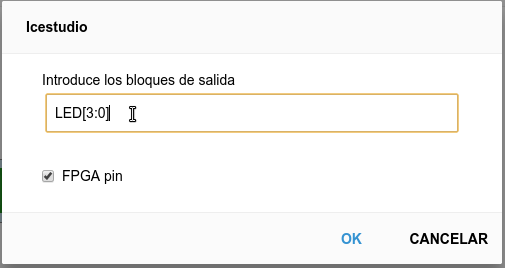 Icestudio
Introduce los bloques de salida
LED[3:0]
FPGA pin
OK CANCELAR